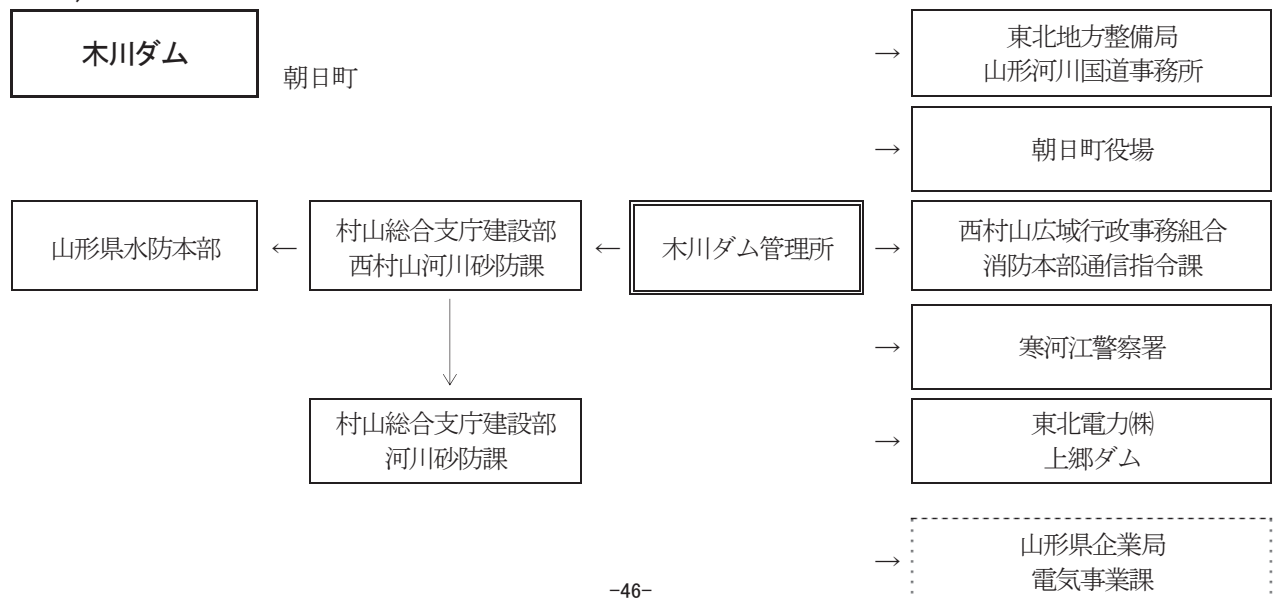 木川ダム
朝日町
→
東北地方整備局
山形河川国道事務所
→
朝日町役場
山形県水防本部
←
村山総合支庁建設部
西村山河川砂防課
←
木川ダム管理所
→
西村山広域行政事務組合
消防本部通信指令課
→
寒河江警察署
村山総合支庁建設部
河川砂防課
→
東北電力㈱
上郷ダム
→
山形県企業局
電気事業課
-46-